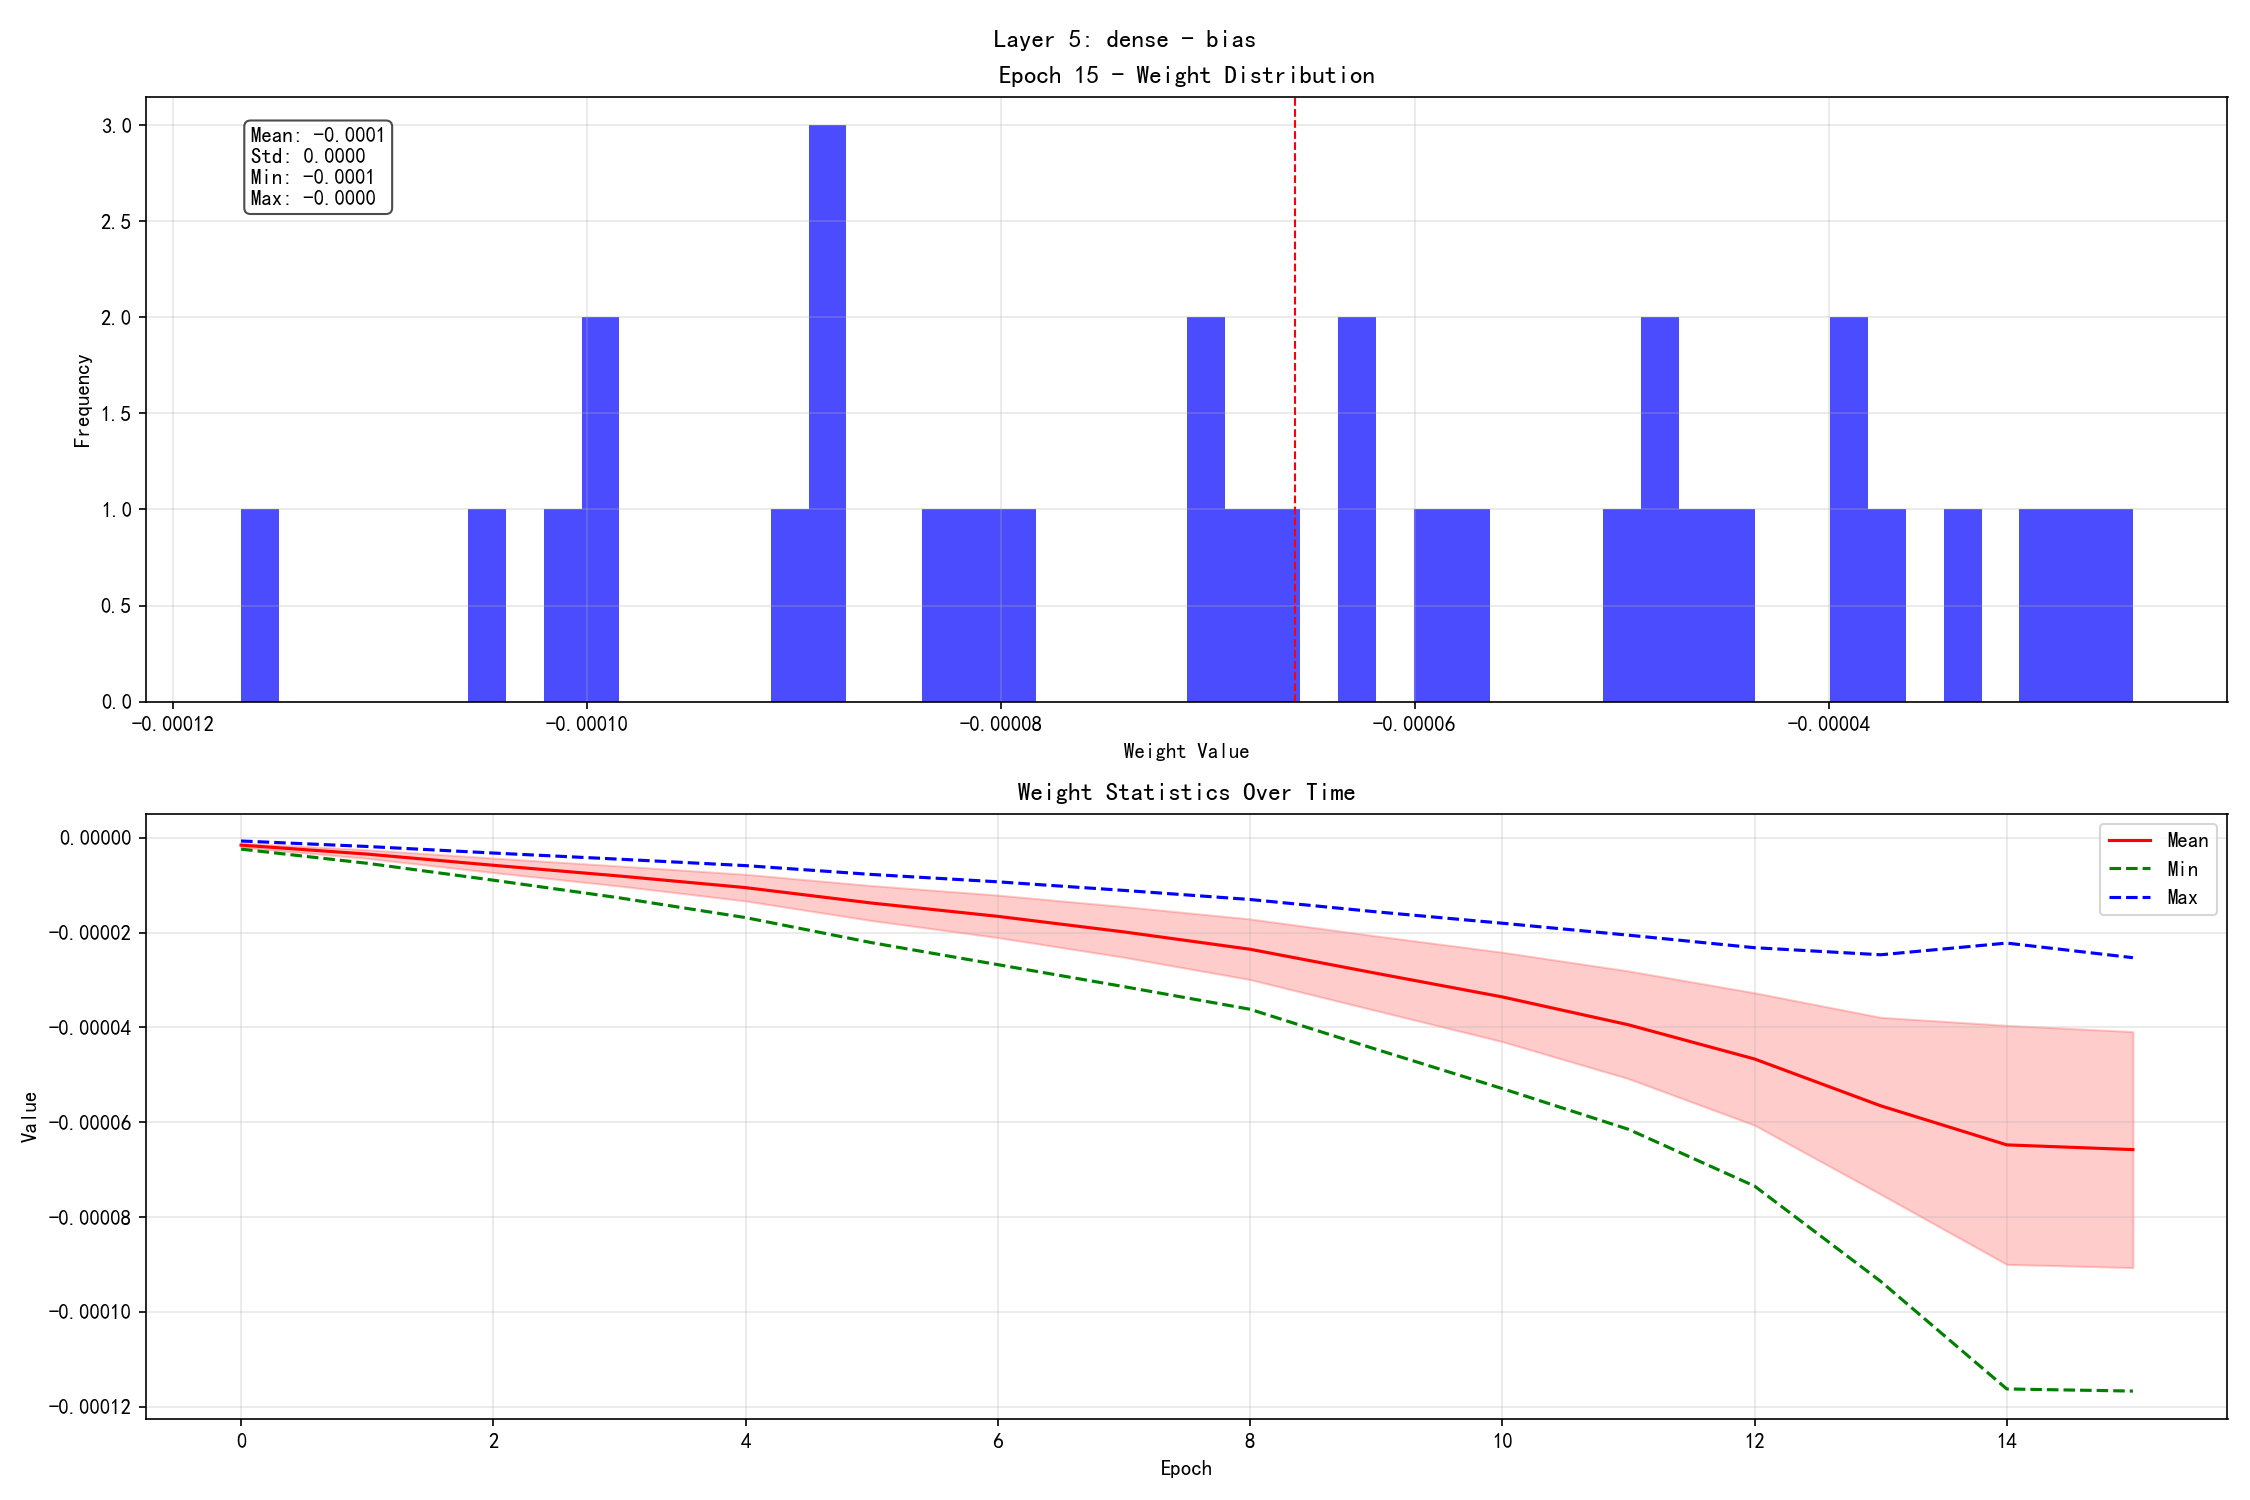 Layer 5: dense - bias
Epoch 15 - Weight Distribution
Mean: -0.0001
Std: 0.0000
Min: -0.0001
Max: -0.0000
3.0
2.5
2.0
1.5
1.0
0.5
0.0
Frequency
-0.00012 -0.00010 -0.00008 -0.00006 -0.00004
Weight Value
Weight Statistics Over Time
Mean
Min
Max
0.00000
-0.00002
-0.00004
-0.00006
-0.00008
-0.00010
-0.00012
Value
0 2 4 6 8 10 12 14
Epoch